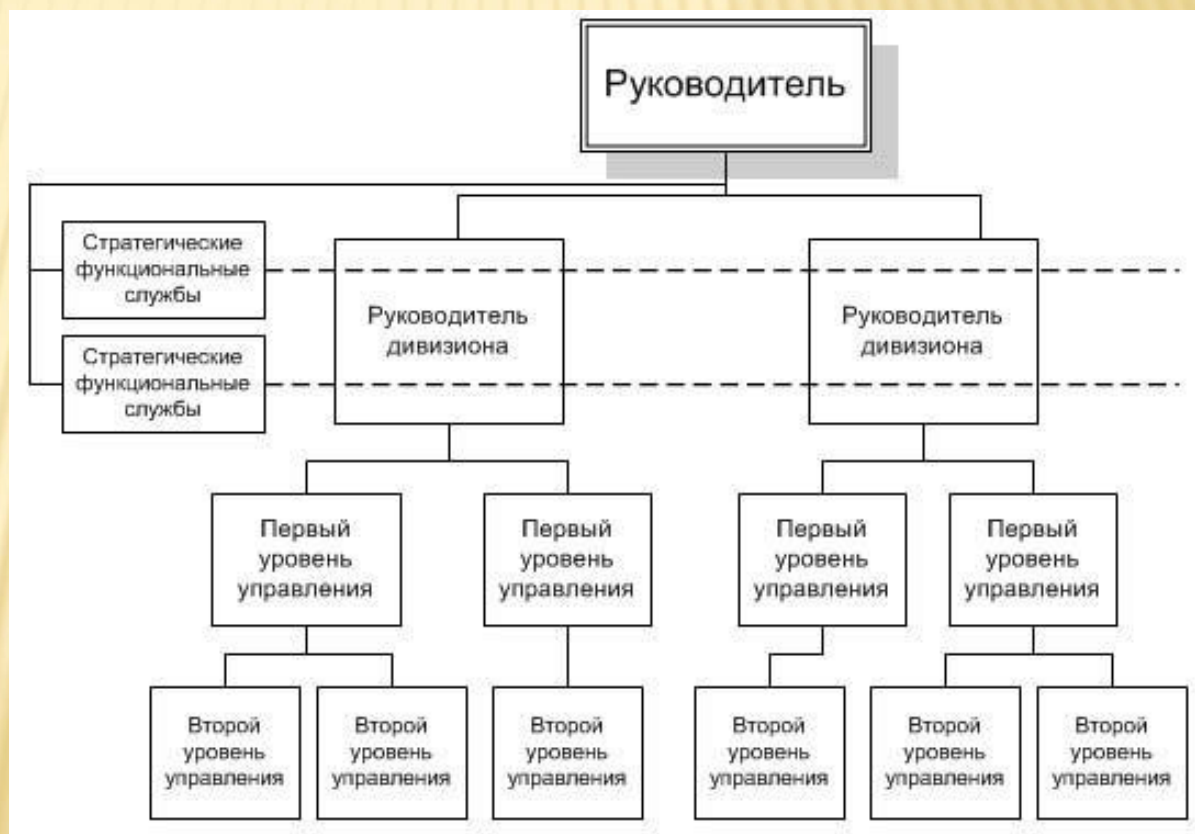 Руководитель
Стратегические
функциональные
службы
Стратегические
функциональные
службы
Руководитель
дивизиона
Руководитель
дивизиона
Первый
уровень
управления
Первый
уровень
управления
Первый
уровень
управления
Первый
уровень
управления
Второй
уровень
управления
Второй
уровень
управления
Второй
уровень
управления
Второй
уровень
управления
Второй
уровень
управления
Второй
уровень
управления